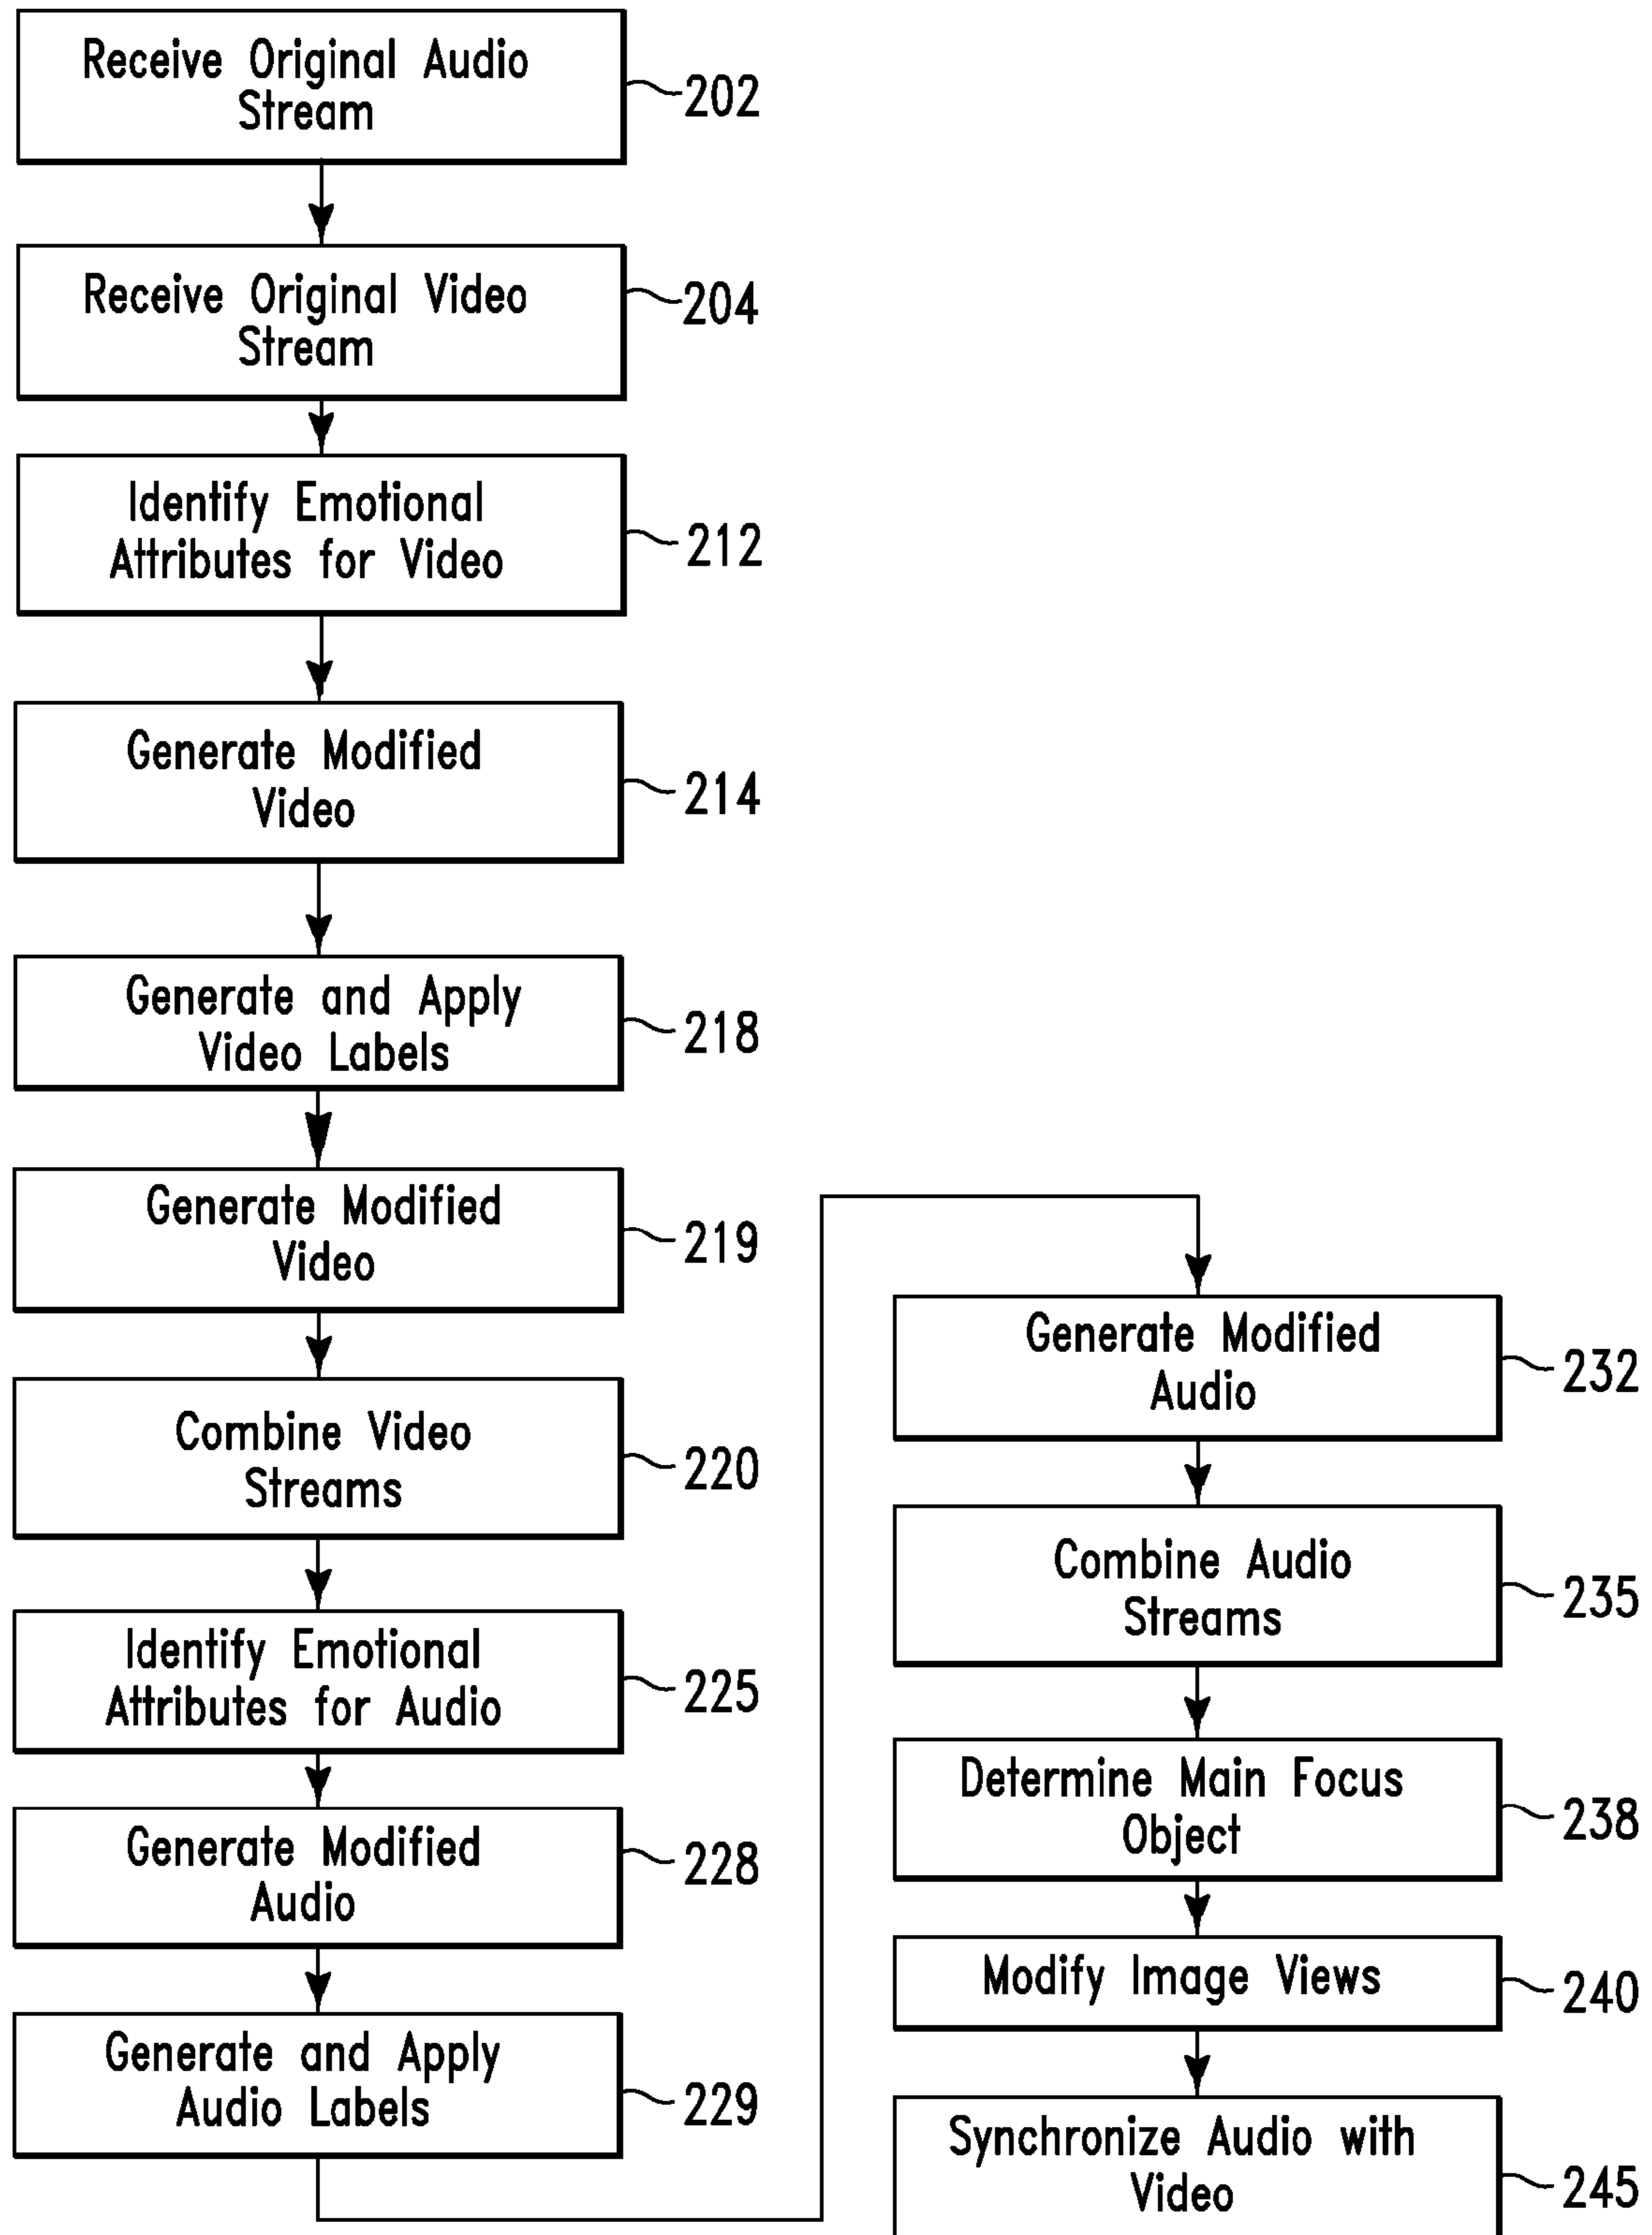 Receive Original Audio
Stream
202
Receive Original Video
Stream
204
Identify Emotional
Attributes for Video
212
Generate Modified
Video
214
Generate and Apply
Video Labels
218
Generate Modified
Video
219
Combine Video
Streams
220
Identify Emotional
Attributes for Audio
225
Generate Modified
Audio
228
Generate and Apply
Audio Labels
229
Generate Modified
Audio
232
Combine Audio
Streams
235
Determine Main Focus
Object
238
Modify Image Views
240
Synchronize Audio with
Video
245